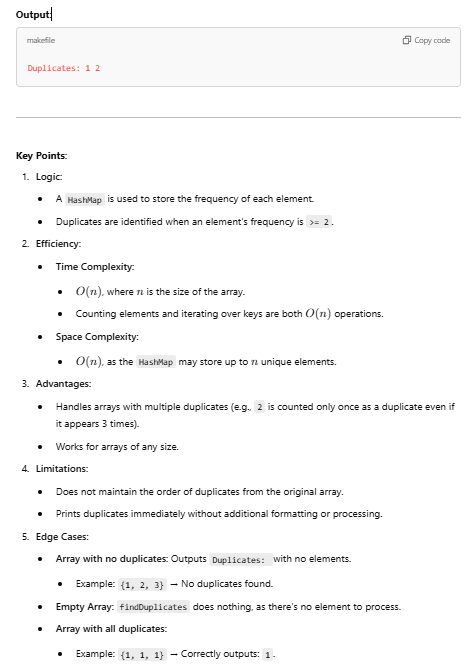 Output:
makefile
Copy code
Duplicates: 1 2
Key Points:
1. Logic:
• A HashMap is used to store the frequency of each element.
• Duplicates are identified when an element's frequency is >= 2.
2. Efficiency:
• Time Complexity:
• O(n), where n is the size of the array.
• Counting elements and iterating over keys are both O(n) operations.
• Space Complexity:
• O(n), as the HashMap may store up to n unique elements.
3. Advantages:
• Handles arrays with multiple duplicates (e.g., 2 is counted only once as a duplicate even if
it appears 3 times).
• Works for arrays of any size.
4. Limitations:
• Does not maintain the order of duplicates from the original array.
• Prints duplicates immediately without additional formatting or processing.
5. Edge Cases:
• Array with no duplicates: Outputs Duplicates: with no elements.
• Example: {1, 2, 3} → No duplicates found.
• Empty Array: findDuplicates does nothing, as there's no element to process.
• Array with all duplicates:
• Example: {1, 1, 1} → Correctly outputs: 1.